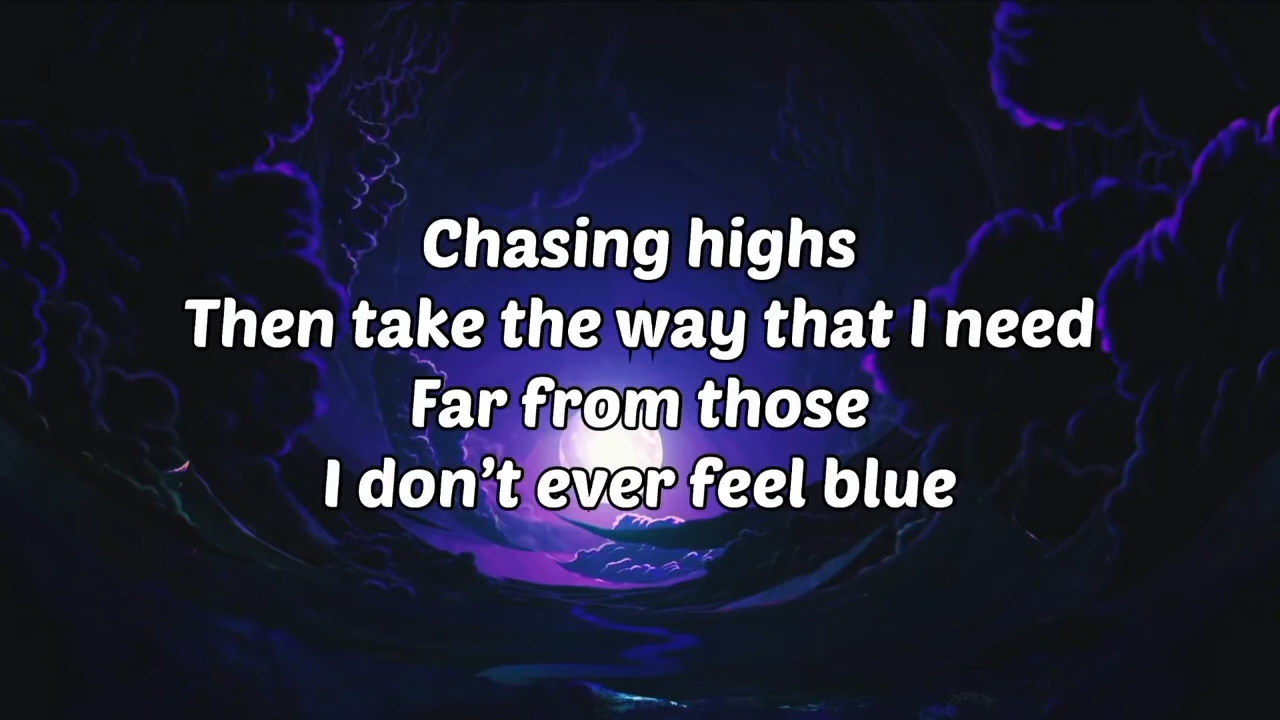 Chasing highs
Then take the way that I need
Far from those
I don’t ever feel blue